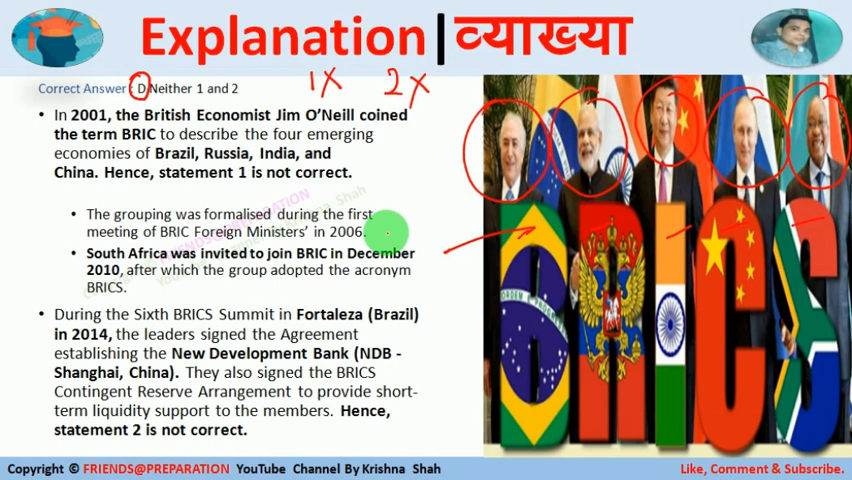 Explanation|व्याख्या
Correct Answer : D Neither 1 and 2
1X 2X
• In 2001, the British Economist Jim O'Neill coined
the term BRIC to describe the four emerging
economies of Brazil, Russia, India, and
China. Hence, statement 1 is not correct.
• The grouping was formalised during the first
meeting of BRIC Foreign Ministers' in 2006.
• South Africa was invited to join BRIC in December
2010, after which the group adopted the acronym
BRICS.
• During the Sixth BRICS Summit in Fortaleza (Brazil)
in 2014, the leaders signed the Agreement
establishing the New Development Bank (NDB -
Shanghai, China). They also signed the BRICS
Contingent Reserve Arrangement to provide short-
term liquidity support to the members. Hence,
statement 2 is not correct.
FRIENDS@PREPARATION
Krishna Shah
BRICS
Copyright © FRIENDS@PREPARATION YouTube Channel By Krishna Shah
Like, Comment & Subscribe.